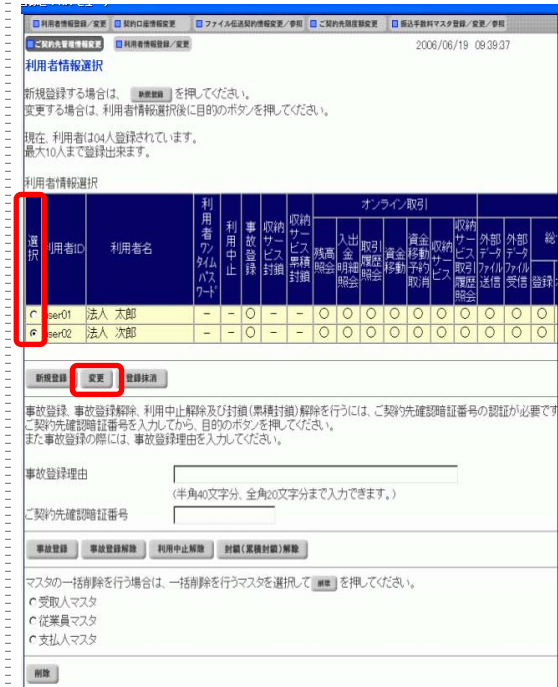 利用者情報登録/変更 契約口座情報変更 ファイル伝送契約情報変更/参照 ご契約先限度額変更 振込手数料マスタ登録/変更/参照
ご契約先管理情報変更 利用者情報登録/変更 2006/06/19 09:39:37
利用者情報選択
新規登録する場合は、 新規登録 を押してください。
変更する場合は、利用者情報選択後に目的のボタンを押してください。
現在、利用者は04人登録されています。
最大10人まで登録出来ます。
利用者情報選択
オンライン取引
選択 利用者ID 利用者名 利用者ワンタイムパスワード 利用中止 事故登録 収納サービス封鎖 収納サービス累積封鎖 残高照会 入出金明細照会 取引履歴照会 資金移動 資金移動予約取消 収納サービス 収納サービス取引履歴照会 外部データファイル送信 外部データファイル受信 総 登録
user01 法人 太郎 - - ○ - - ○ ○ ○ ○ ○ ○ ○ ○ ○ ○
user02 法人 次郎 - - ○ - - ○ ○ ○ ○ ○ ○ ○ ○ ○ ○
新規登録 変更 登録抹消
事故登録、事故登録解除、利用中止解除及び封鎖(累積封鎖)解除を行うには、ご契約先確認暗証番号の認証が必要です
ご契約先確認暗証番号を入力してから、目的のボタンを押してください。
また事故登録の際には、事故登録理由を入力してください。
事故登録理由
(半角40文字分、全角20文字分まで入力できます。)
ご契約先確認暗証番号
事故登録 事故登録解除 利用中止解除 封鎖(累積封鎖)解除
マスタの一括削除を行う場合は、一括削除を行うマスタを選択して 削除 を押してください。
受取人マスタ
従業員マスタ
支払人マスタ
削除